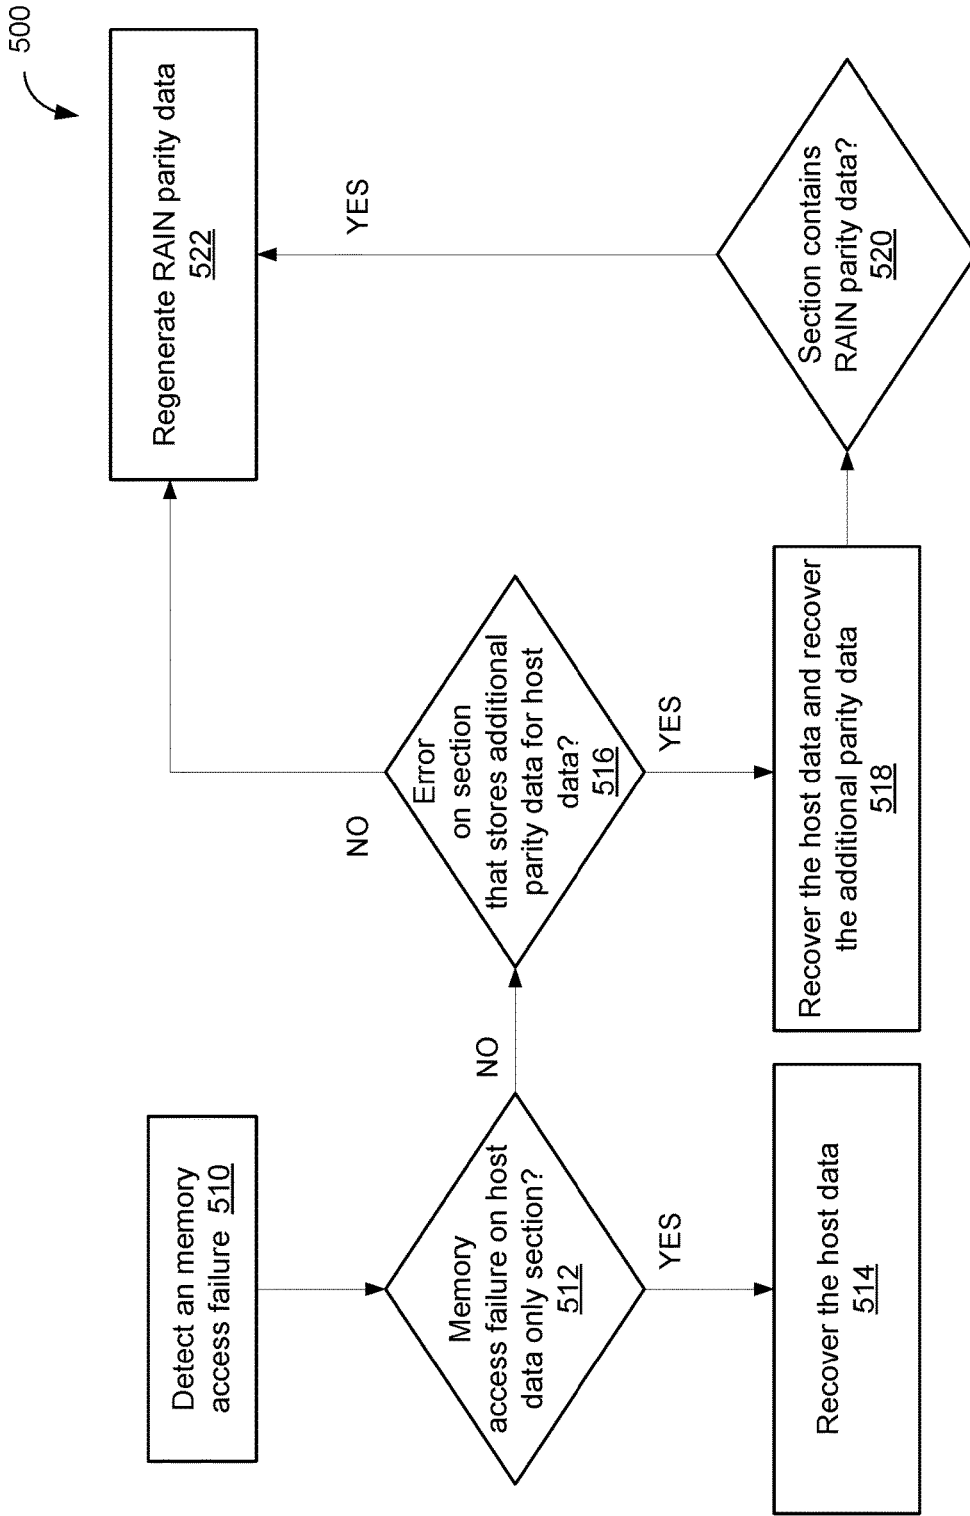 500
Detect an memory
access failure 510
Memory
access failure on host
data only section?
512
NO
YES
Recover the host data
514
Error
on section
that stores additional
parity data for host
data?
516
NO
YES
Recover the host data and recover
the additional parity data
518
Section contains
RAIN parity data?
520
YES
Regenerate RAIN parity data
522